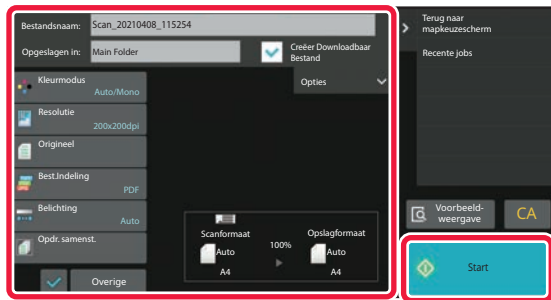 Bestandsnaam: Scan_20210408_115254
Opgeslagen in: Main Folder
Creëer Downloadbaar
Bestand
Opties
Kleurmodus
Auto/Mono
Resolutie
200x200dpi
Origineel
Best.Indeling
PDF
Belichting
Auto
Opdr. samenst.
Overige
Scanformaat
Auto
A4
100%
Opslagformaat
Auto
A4
Terug naar
mapkeuzescherm
Recente jobs
Voorbeeld-
weergave
CA
Start